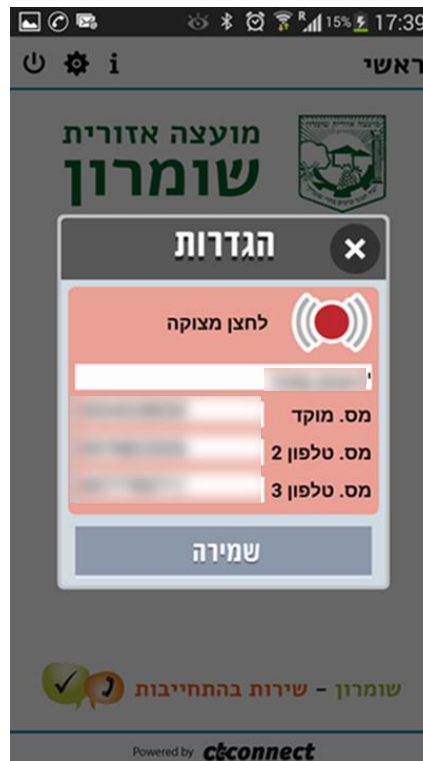 15% 17:39
ראשי
i
מועצה אזורית
שומרון
הגדרות
לחצן מצוקה
מס. מוקד
מס. טלפון 2
מס. טלפון 3
שמירה
שומרון - שירות בהתחייבות
Powered by ctconnect